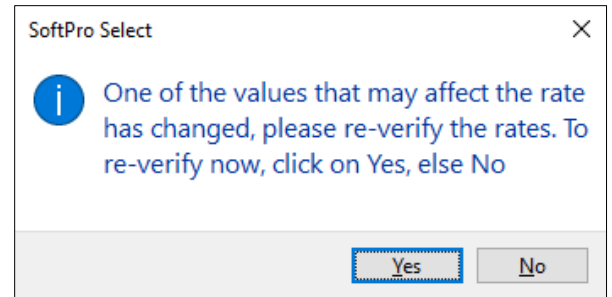 SoftPro Select
One of the values that may affect the rate
has changed, please re-verify the rates. To
re-verify now, click on Yes, else No
Yes
No